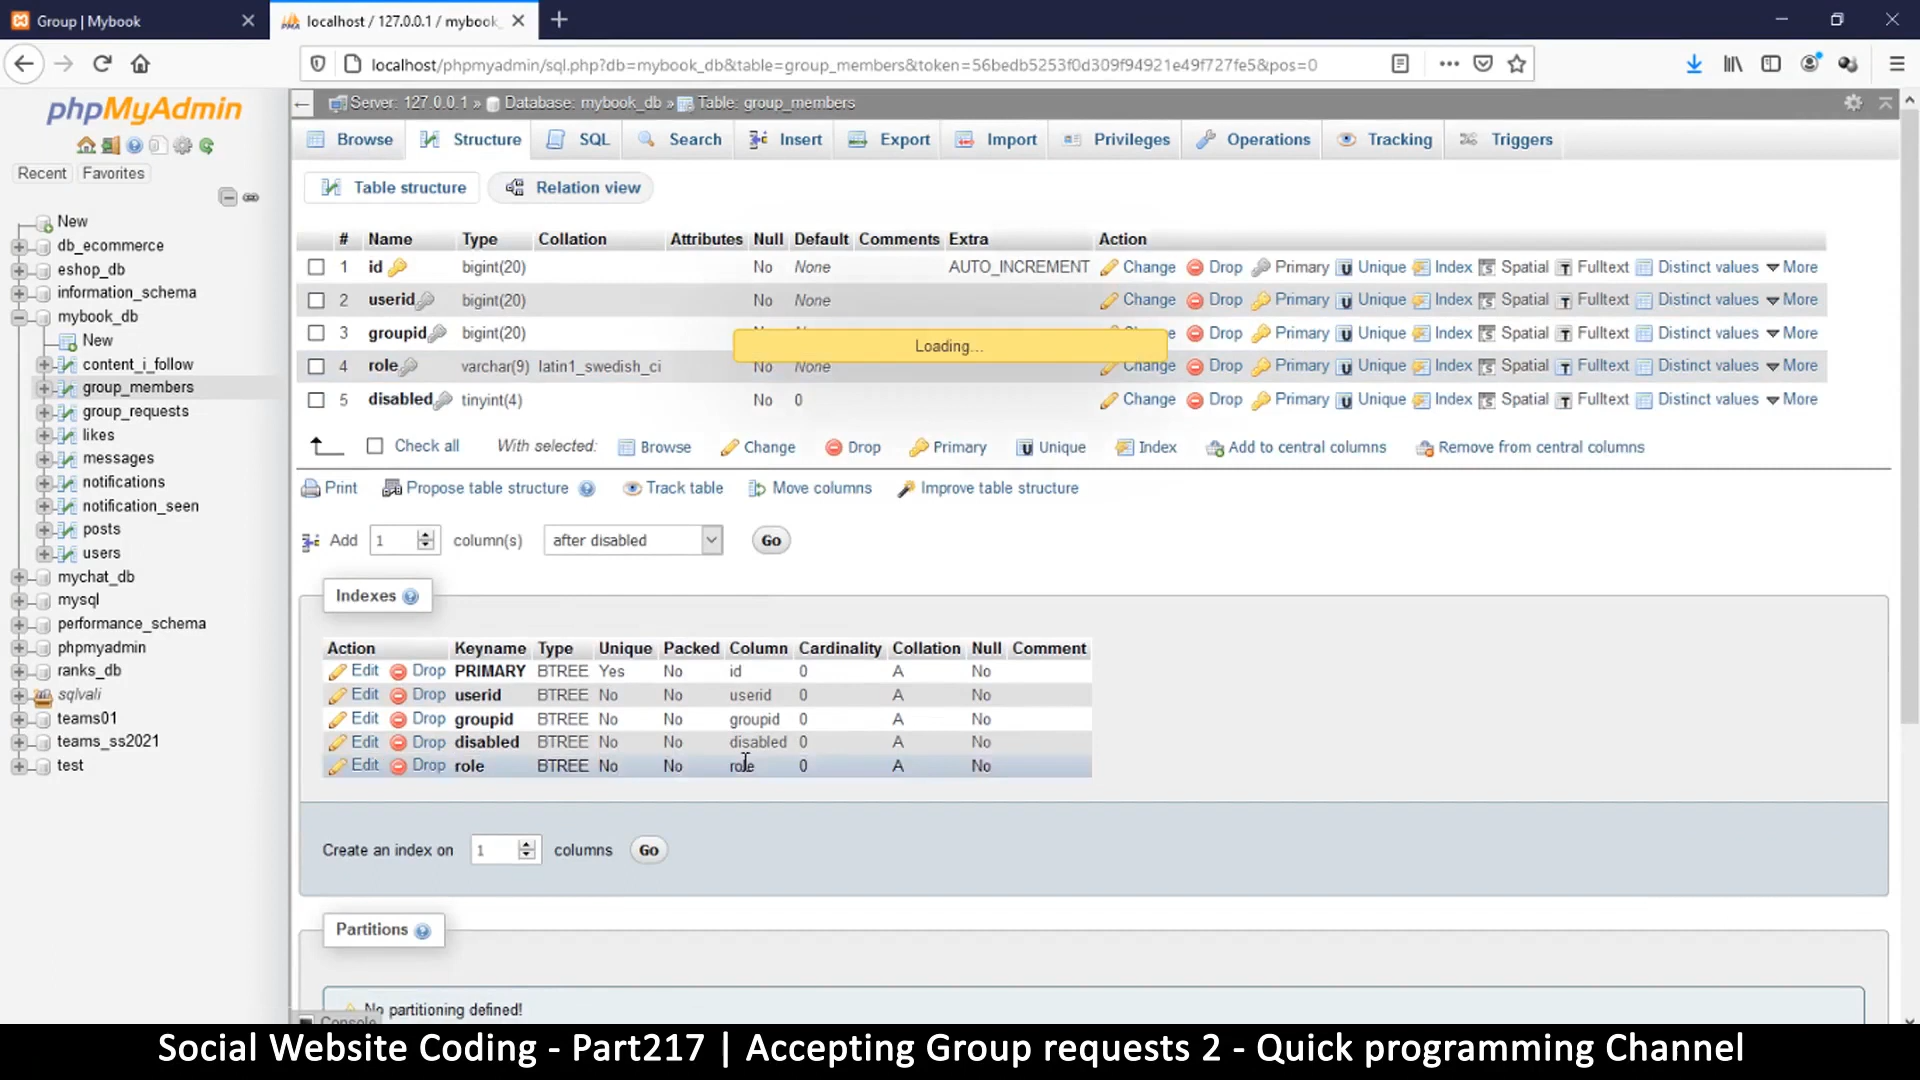 Group | Mybook
localhost / 127.0.0.1 / mybook_
localhost/phpmyadmin/sql.php?db=mybook_db&table=group_members&token=56bedb5253f0d309f94921e49f727fe5&pos=0
phpMyAdmin
Recent Favorites
New
db_ecommerce
eshop_db
information_schema
mybook_db
New
content_i_follow
group_members
group_requests
likes
messages
notifications
notification_seen
posts
users
mychat_db
mysql
performance_schema
phpmyadmin
ranks_db
sqlvali
teams01
teams_ss2021
test
Server: 127.0.0.1 » Database: mybook_db » Table: group_members
Browse Structure SQL Search Insert Export Import Privileges Operations Tracking Triggers
Table structure Relation view
# Name Type Collation Attributes Null Default Comments Extra Action
1 id bigint(20) No None AUTO_INCREMENT Change Drop Primary Unique Index Spatial Fulltext Distinct values More
2 userid bigint(20) No None Change Drop Primary Unique Index Spatial Fulltext Distinct values More
3 groupid bigint(20) Drop Primary Unique Index Spatial Fulltext Distinct values More
Loading...
4 role varchar(9) latin1_swedish_ci No None Change Drop Primary Unique Index Spatial Fulltext Distinct values More
5 disabled tinyint(4) No 0 Change Drop Primary Unique Index Spatial Fulltext Distinct values More
Check all With selected: Browse Change Drop Primary Unique Index Add to central columns Remove from central columns
Print Propose table structure Track table Move columns Improve table structure
Add 1 column(s) after disabled Go
Indexes
Action Keyname Type Unique Packed Column Cardinality Collation Null Comment
Edit Drop PRIMARY BTREE Yes No id 0 A No
Edit Drop userid BTREE No No userid 0 A No
Edit Drop groupid BTREE No No groupid 0 A No
Edit Drop disabled BTREE No No disabled 0 A No
Edit Drop role BTREE No No role 0 A No
Create an index on 1 columns Go
Partitions
No partitioning defined!
Console
Social Website Coding - Part217 | Accepting Group requests 2 - Quick programming Channel